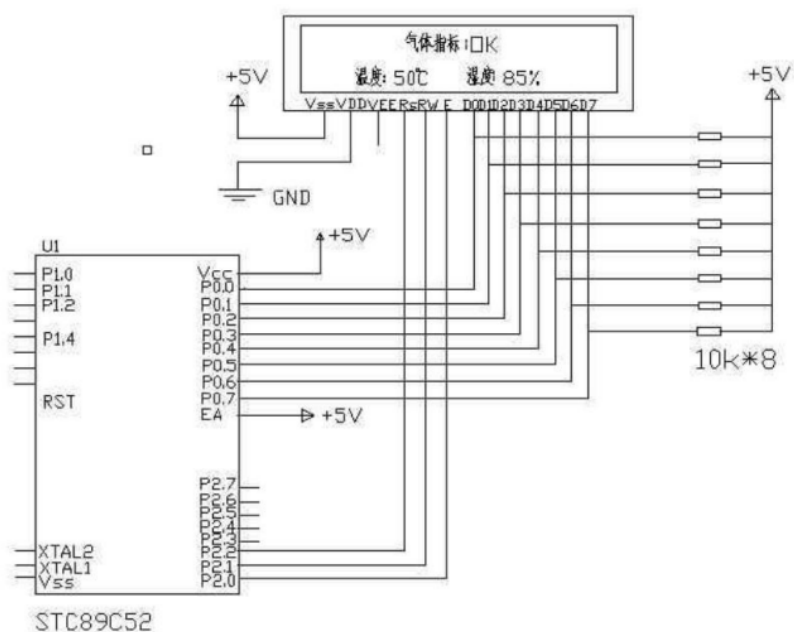 气体指标:OK
温度: 50℃ 湿度 85%
+5V
+5V
Vss VDD VEE Rs RW E D0 D1 D2 D3 D4 D5 D6 D7
GND
U1
+5V
P1.0
P1.1
P1.2
P1.4
RST
XTAL2
XTAL1
Vss
Vcc
P0.0
P0.1
P0.2
P0.3
P0.4
P0.5
P0.6
P0.7
EA
+5V
P2.7
P2.6
P2.5
P2.4
P2.3
P2.2
P2.1
P2.0
10k*8
STC89C52